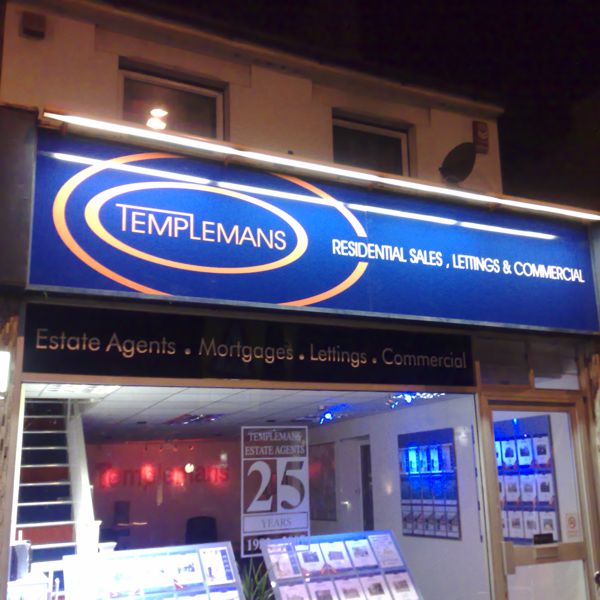 TEMPLEMANS
RESIDENTIAL SALES , LETTINGS & COMMERCIAL
Estate Agents . Mortgages . Lettings . Commercial
Templemans
TEMPLEMANS
ESTATE AGENTS
25
YEARS